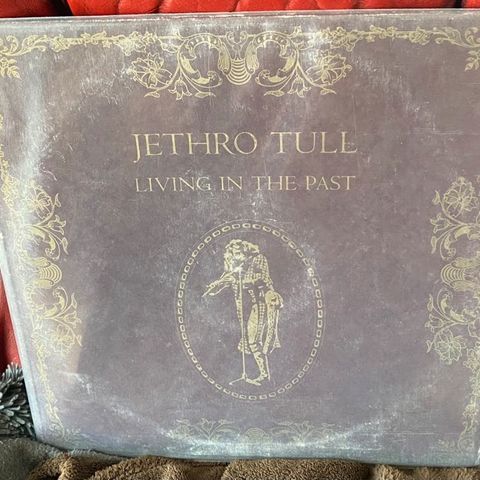 JETHRO TULL
LIVING IN THE PAST